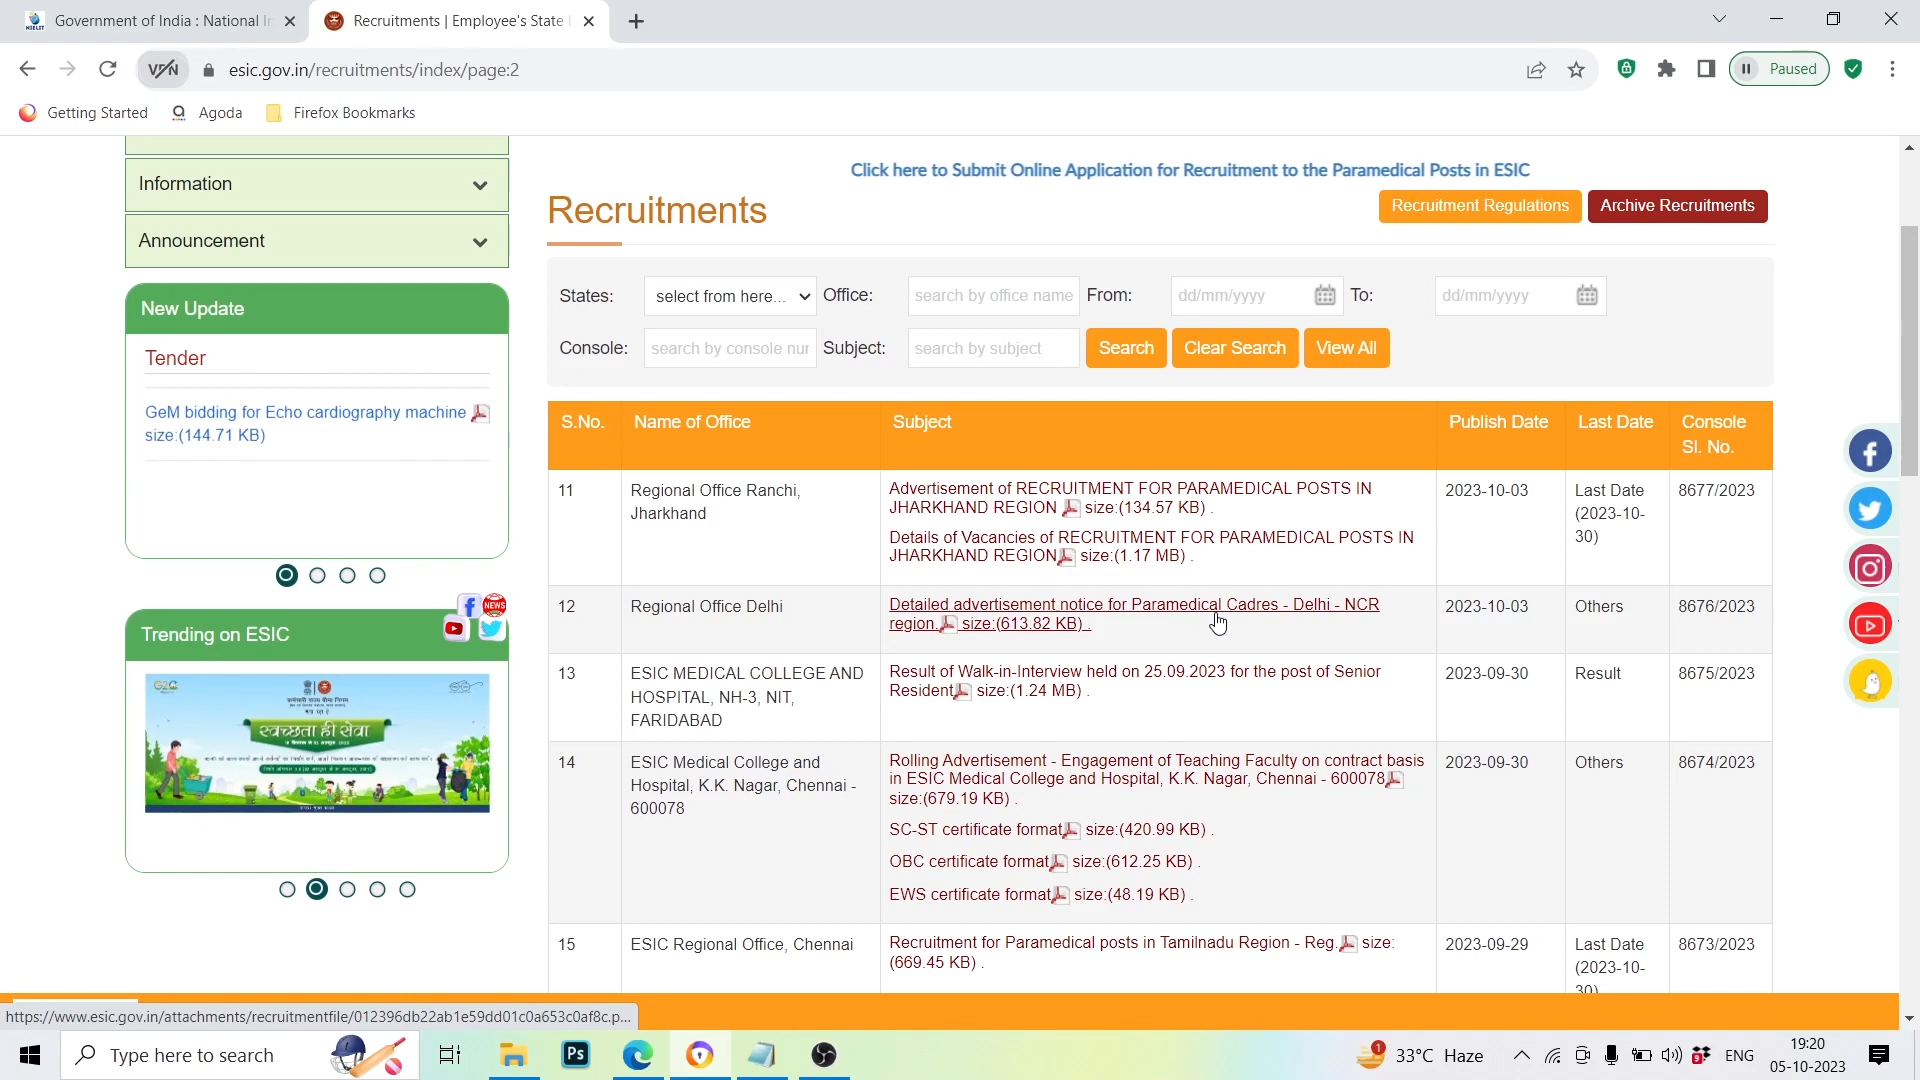 Government of India : National In
Recruitments | Employee's State
esic.gov.in/recruitments/index/page:2
Paused
Getting Started
Agoda
Firefox Bookmarks
Information
Announcement
New Update
Tender
GeM bidding for Echo cardiography machine
size:(144.71 KB)
Trending on ESIC
NEWS
स्वच्छता ही सेवा
Click here to Submit Online Application for Recruitment to the Paramedical Posts in ESIC
Recruitments
Recruitment Regulations
Archive Recruitments
States: select from here... Office: search by office name From: dd/mm/yyyy To: dd/mm/yyyy
Console: search by console nur Subject: search by subject Search Clear Search View All
S.No. Name of Office Subject Publish Date Last Date Console
Sl. No.
11 Regional Office Ranchi,
Jharkhand
Advertisement of RECRUITMENT FOR PARAMEDICAL POSTS IN
JHARKHAND REGION size:(134.57 KB) .
Details of Vacancies of RECRUITMENT FOR PARAMEDICAL POSTS IN
JHARKHAND REGION size:(1.17 MB) .
2023-10-03
Last Date
(2023-10-
30)
8677/2023
12 Regional Office Delhi
Detailed advertisement notice for Paramedical Cadres - Delhi - NCR
region. size:(613.82 KB) .
2023-10-03 Others 8676/2023
13 ESIC MEDICAL COLLEGE AND
HOSPITAL, NH-3, NIT,
FARIDABAD
Result of Walk-in-Interview held on 25.09.2023 for the post of Senior
Resident size:(1.24 MB) .
2023-09-30 Result 8675/2023
14 ESIC Medical College and
Hospital, K.K. Nagar, Chennai -
600078
Rolling Advertisement - Engagement of Teaching Faculty on contract basis
in ESIC Medical College and Hospital, K.K. Nagar, Chennai - 600078
size:(679.19 KB) .
SC-ST certificate format size:(420.99 KB) .
OBC certificate format size:(612.25 KB) .
EWS certificate format size:(48.19 KB) .
2023-09-30 Others 8674/2023
15 ESIC Regional Office, Chennai
Recruitment for Paramedical posts in Tamilnadu Region - Reg. size:
(669.45 KB) .
2023-09-29
Last Date
(2023-10-
30)
8673/2023
https://www.esic.gov.in/attachments/recruitmentfile/012396db22ab1e59dd01c0a653c0af8c.p...
Type here to search
Ps
33°C Haze
ENG
19:20
05-10-2023